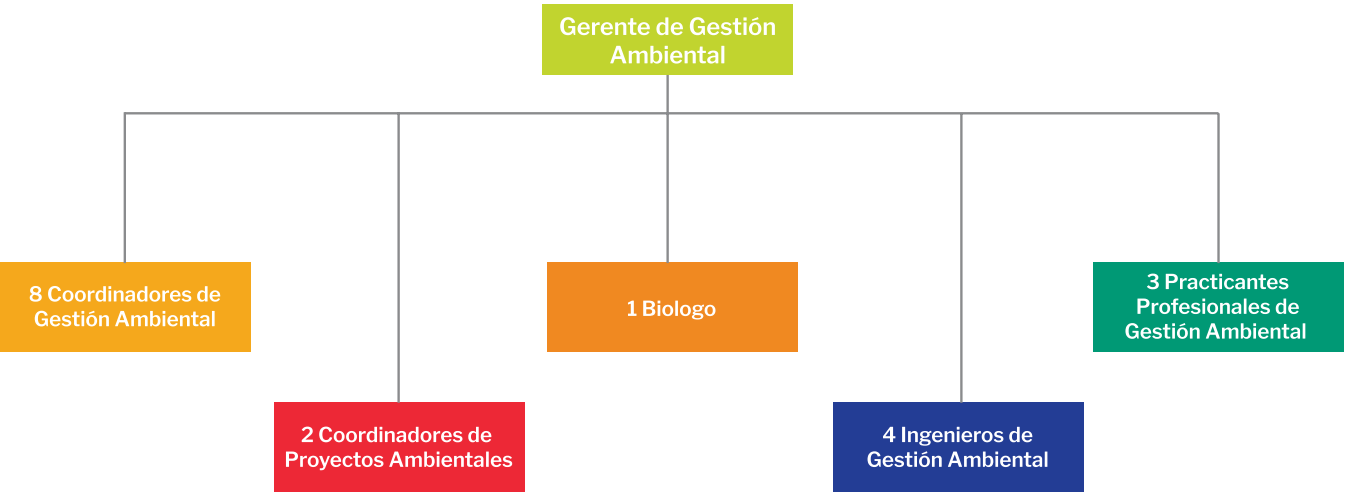 Gerente de Gestión
Ambiental
8 Coordinadores de
Gestión Ambiental
2 Coordinadores de
Proyectos Ambientales
1 Biologo
4 Ingenieros de
Gestión Ambiental
3 Practicantes
Profesionales de
Gestión Ambiental